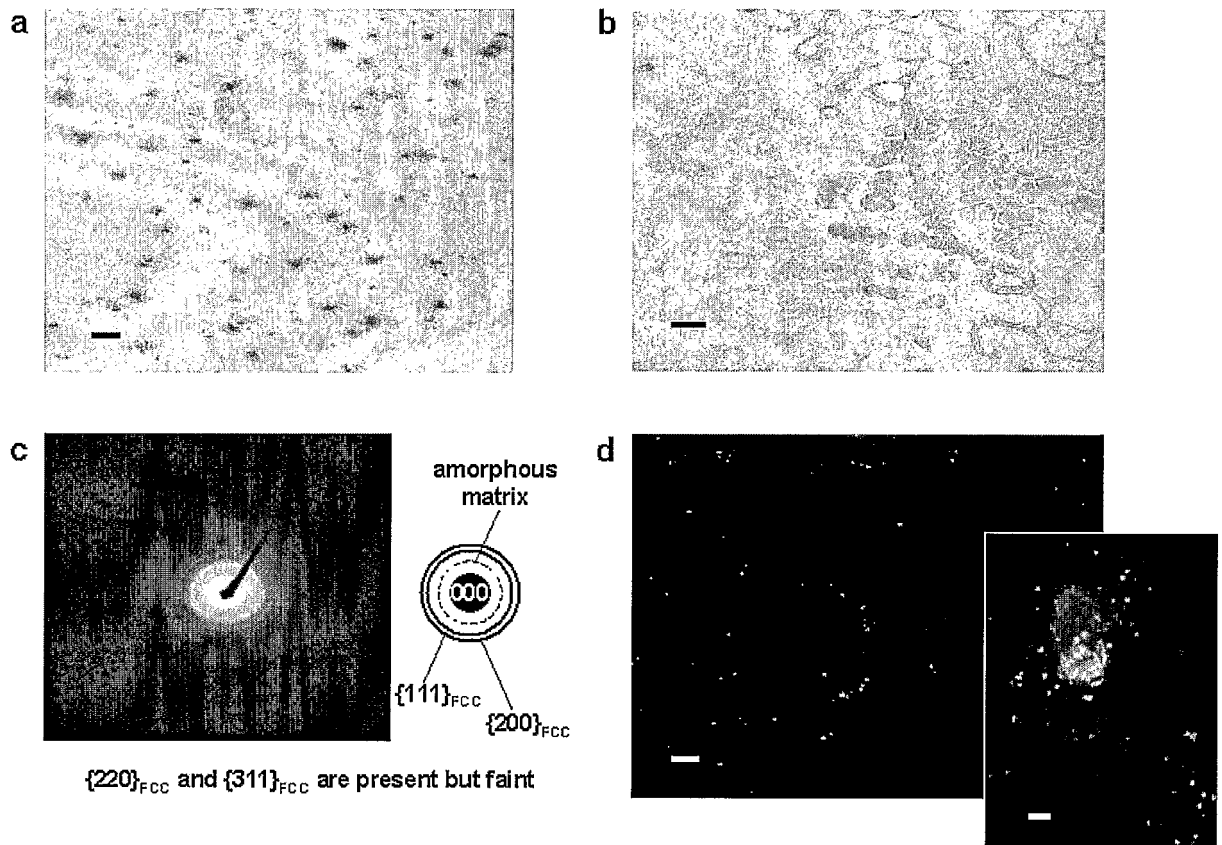 a
b
c
amorphous
matrix
000
{111}FCC
{200}FCC
{220}FCC and {311}FCC are present but faint
d